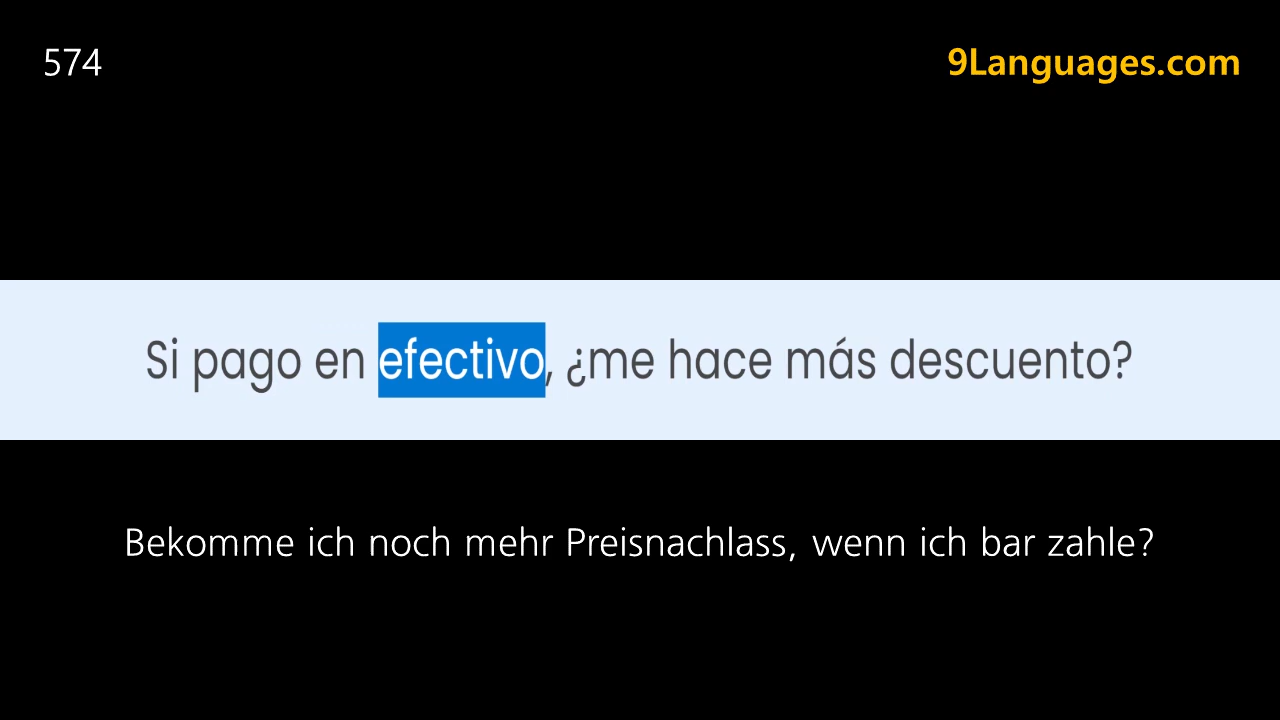 574
9Languages.com
Si pago en efectivo, ¿me hace más descuento?
Bekomme ich noch mehr Preisnachlass, wenn ich bar zahle?